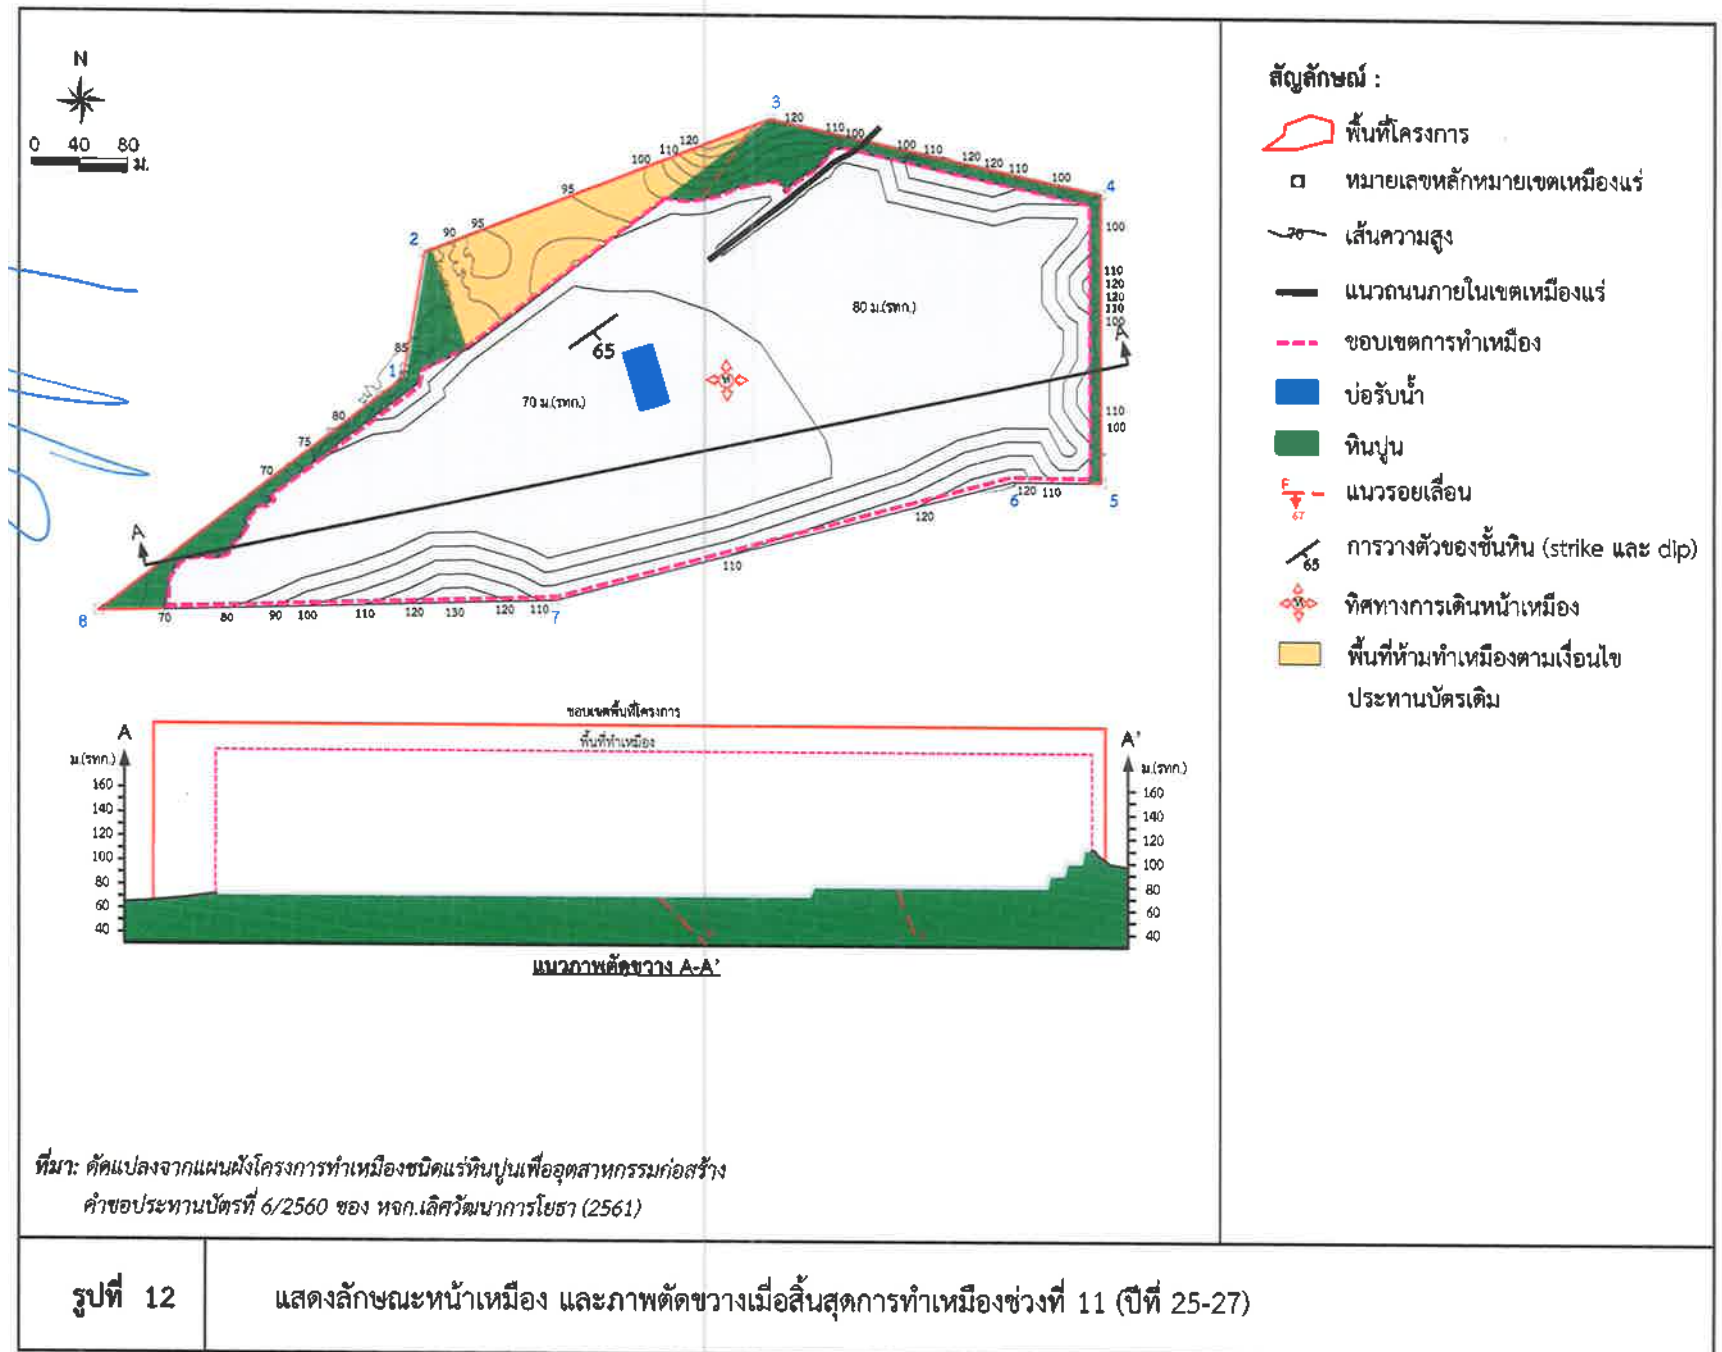 N
0 40 80
ม.
3
120
110
100
100
110
120
120
110
100
4
120
110
100
95
2
90
95
100
110
120
120
110
100
80 ม.(รทก.)
A'
65
85
1
70 ม.(รทก.)
80
75
70
110
100
A
120
110
6
5
120
110
8
70
80
90
100
110
120
130
120
110
7
สัญลักษณ์ :
พื้นที่โครงการ
หมายเลขหลักหมายเขตเหมืองแร่
70 เส้นความสูง
แนวถนนภายในเขตเหมืองแร่
ขอบเขตการทำเหมือง
บ่อรับน้ำ
หินปูน
F 67 แนวรอยเลื่อน
65 การวางตัวของชั้นหิน (strike และ dip)
ทิศทางการเดินหน้าเหมือง
พื้นที่ห้ามทำเหมืองตามเงื่อนไข
ประทานบัตรเดิม
ขอบเขตพื้นที่โครงการ
พื้นที่ทำเหมือง
A
ม.(รทก.)
160
140
120
100
80
60
40
A'
ม.(รทก.)
160
140
120
100
80
60
40
แนวภาพตัดขวาง A-A'
ที่มา: ดัดแปลงจากแผนผังโครงการทำเหมืองชนิดแร่หินปูนเพื่ออุตสาหกรรมก่อสร้าง
คำขอประทานบัตรที่ 6/2560 ของ หจก.เลิศวัฒนาการโยธา (2561)
รูปที่ 12
แสดงลักษณะหน้าเหมือง และภาพตัดขวางเมื่อสิ้นสุดการทำเหมืองช่วงที่ 11 (ปีที่ 25-27)